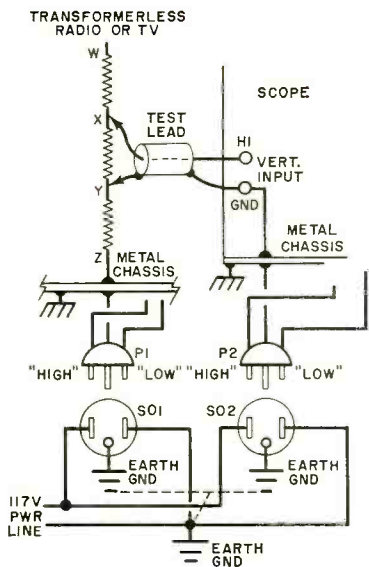 TRANSFORMERLESS
RADIO OR TV
W
SCOPE
X
TEST
LEAD
HI
VERT.
INPUT
Y
GND
METAL
CHASSIS
Z
METAL
CHASSIS
P1
P2
"HIGH"
"LOW"
"HIGH"
"LOW"
SO1
SO2
EARTH
GND
EARTH
GND
117V
PWR
LINE
EARTH
GND